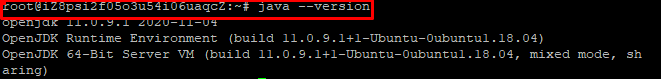 root@iZ8psi2f05o3u54i06uaqcZ:~# java --version
openjdk 11.0.9.1 2020-11-04
OpenJDK Runtime Environment (build 11.0.9.1+1-Ubuntu-0ubuntu1.18.04)
OpenJDK 64-Bit Server VM (build 11.0.9.1+1-Ubuntu-0ubuntu1.18.04, mixed mode, sh
aring)